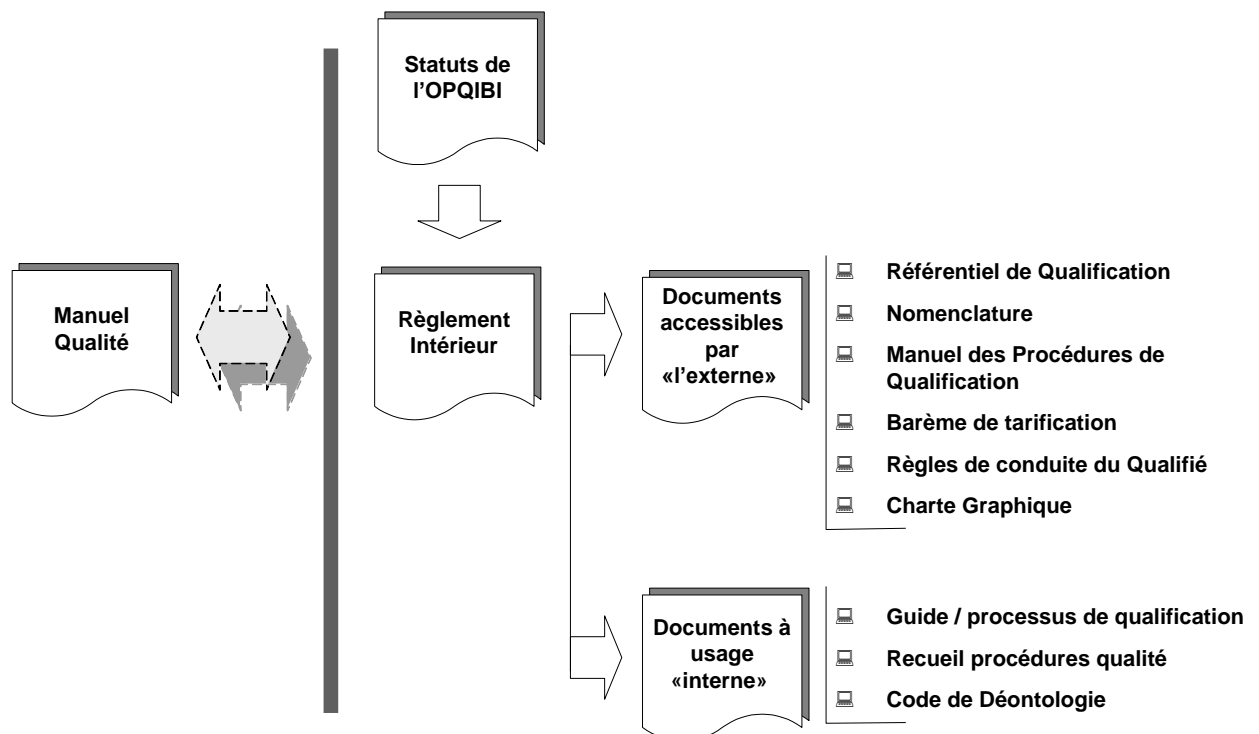 Statuts de
l'OPQIBI
Manuel
Qualité
Règlement
Intérieur
Documents
accessibles
par
«l'externe»
Référentiel de Qualification
Nomenclature
Manuel des Procédures de
Qualification
Barème de tarification
Règles de conduite du Qualifié
Charte Graphique
Documents à
usage
«interne»
Guide / processus de qualification
Recueil procédures qualité
Code de Déontologie